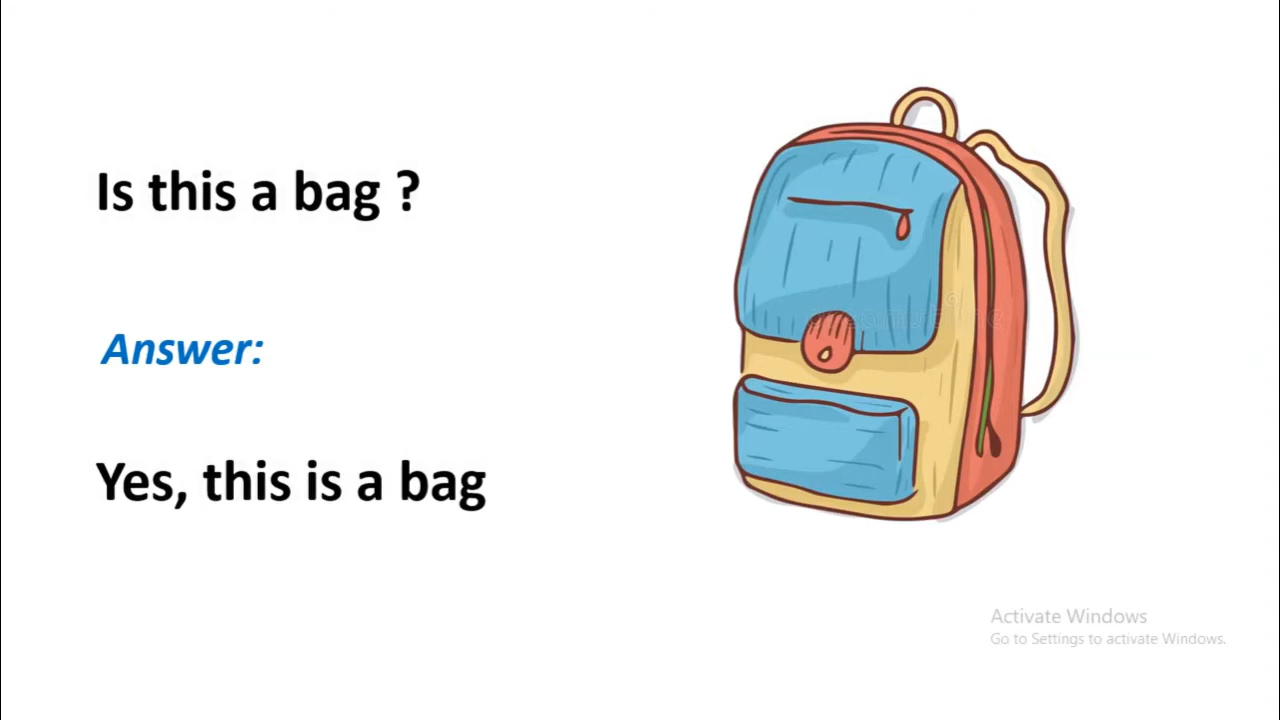 Is this a bag ?
Answer:
Yes, this is a bag
Activate Windows
Go to Settings to activate Windows.